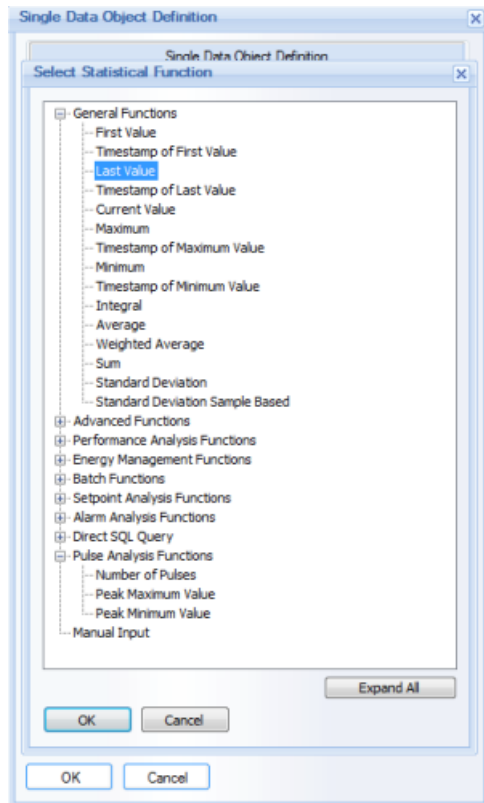 Single Data Object Definition
Single Data Object Definition
Select Statistical Function
General Functions
First Value
Timestamp of First Value
Last Value
Timestamp of Last Value
Current Value
Maximum
Timestamp of Maximum Value
Minimum
Timestamp of Minimum Value
Integral
Average
Weighted Average
Sum
Standard Deviation
Standard Deviation Sample Based
Advanced Functions
Performance Analysis Functions
Energy Management Functions
Batch Functions
Setpoint Analysis Functions
Alarm Analysis Functions
Direct SQL Query
Pulse Analysis Functions
Number of Pulses
Peak Maximum Value
Peak Minimum Value
Manual Input
Expand All
OK Cancel
OK Cancel